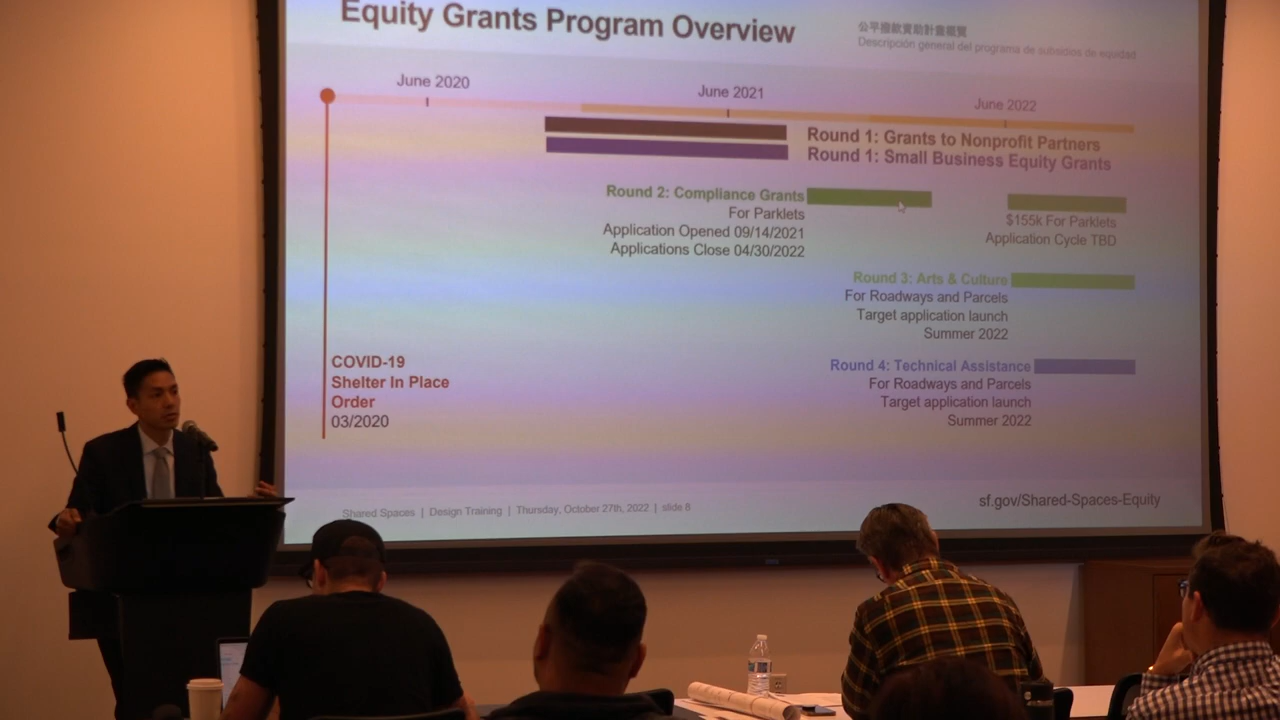 Equity Grants Program Overview
公平撥款資助計畫概覽
Descripción general del programa de subsidios de equidad
June 2020
June 2021
June 2022
Round 1: Grants to Nonprofit Partners
Round 1: Small Business Equity Grants
Round 2: Compliance Grants
For Parklets
Application Opened 09/14/2021
Applications Close 04/30/2022
$155k For Parklets
Application Cycle TBD
Round 3: Arts & Culture
For Roadways and Parcels
Target application launch
Summer 2022
COVID-19
Shelter In Place
Order
03/2020
Round 4: Technical Assistance
For Roadways and Parcels
Target application launch
Summer 2022
Shared Spaces | Design Training | Thursday, October 27th, 2022 | slide 8
sf.gov/Shared-Spaces-Equity